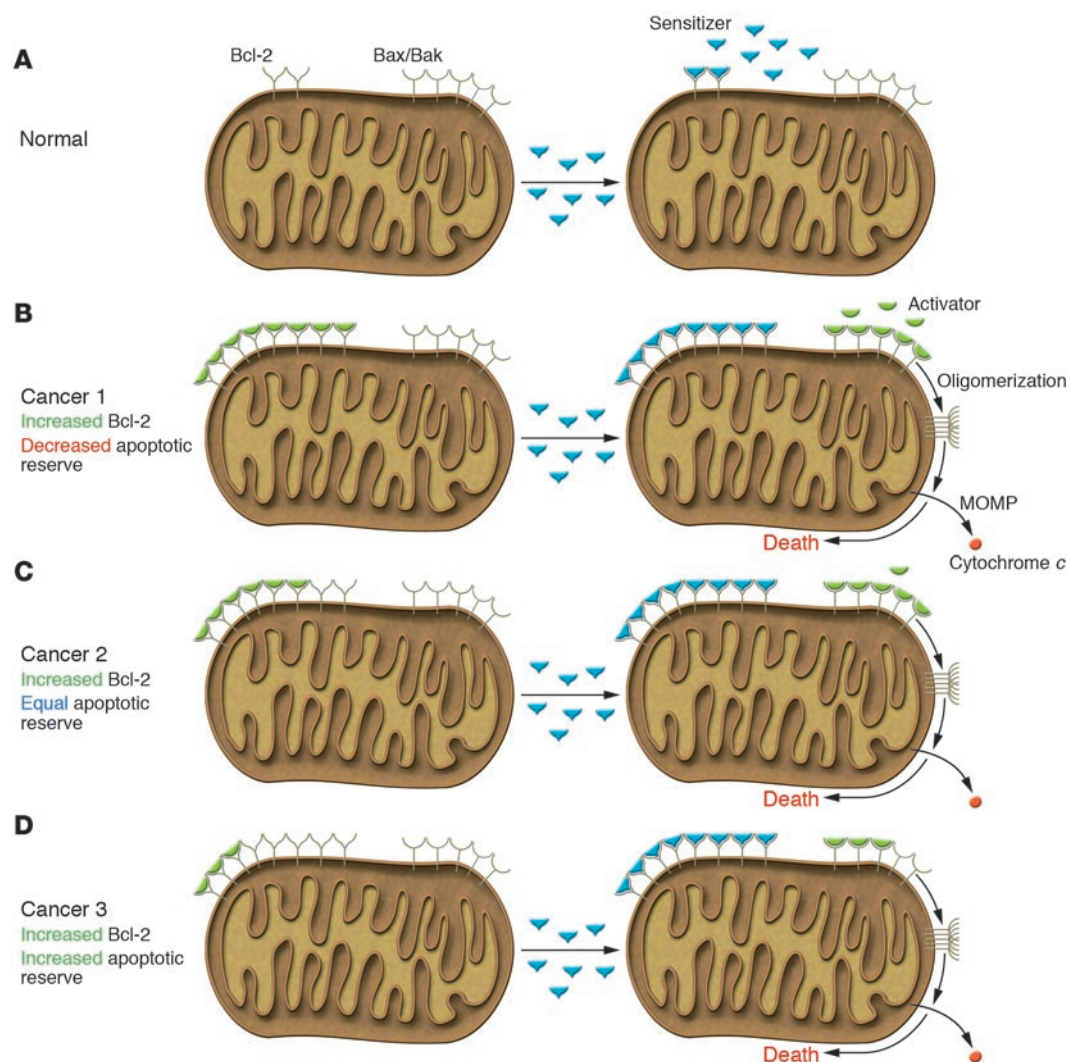 A
Sensitizer
Bcl-2
Bax/Bak
Normal
B
Activator
Cancer 1
Increased Bcl-2
Decreased apoptotic
reserve
Oligomerization
MOMP
Death
Cytochrome c
C
Cancer 2
Increased Bcl-2
Equal apoptotic
reserve
Death
D
Cancer 3
Increased Bcl-2
Increased apoptotic
reserve
Death